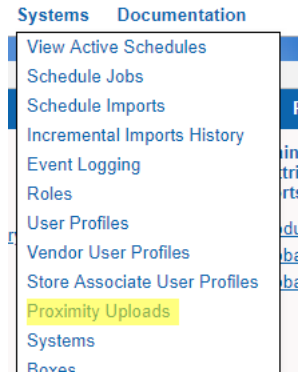 Systems Documentation
View Active Schedules
Schedule Jobs
Schedule Imports
Incremental Imports History
Event Logging
Roles
User Profiles
Vendor User Profiles
Store Associate User Profiles
Proximity Uploads
Systems
Boxes